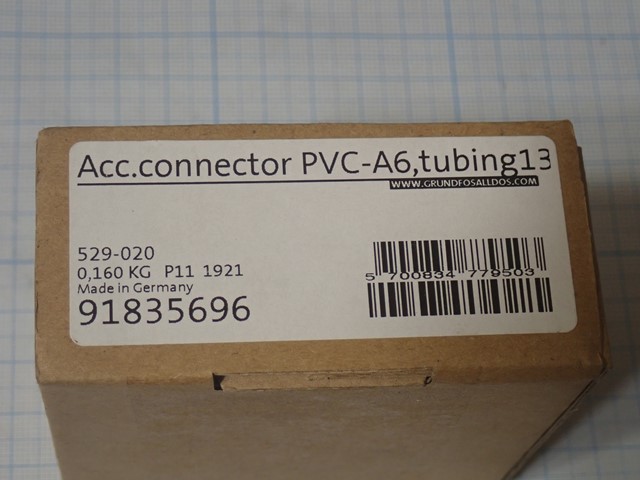 Acc.connector PVC-A6,tubing13
WWW.GRUNDFOSALLDOS.COM
529-020
0,160 KG P11 1921
Made in Germany
91835696
5 700834 779503